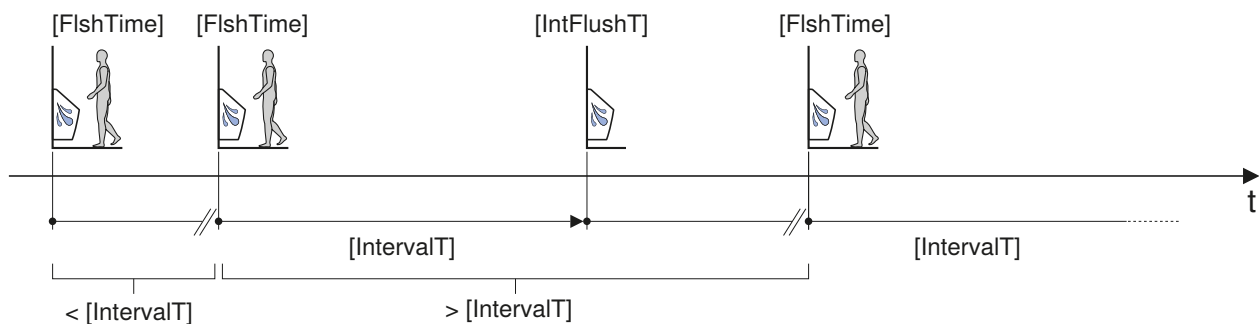 [FlshTime] [FlshTime] [IntFlushT] [FlshTime]
t
[IntervalT] [IntervalT]
< [IntervalT] > [IntervalT]